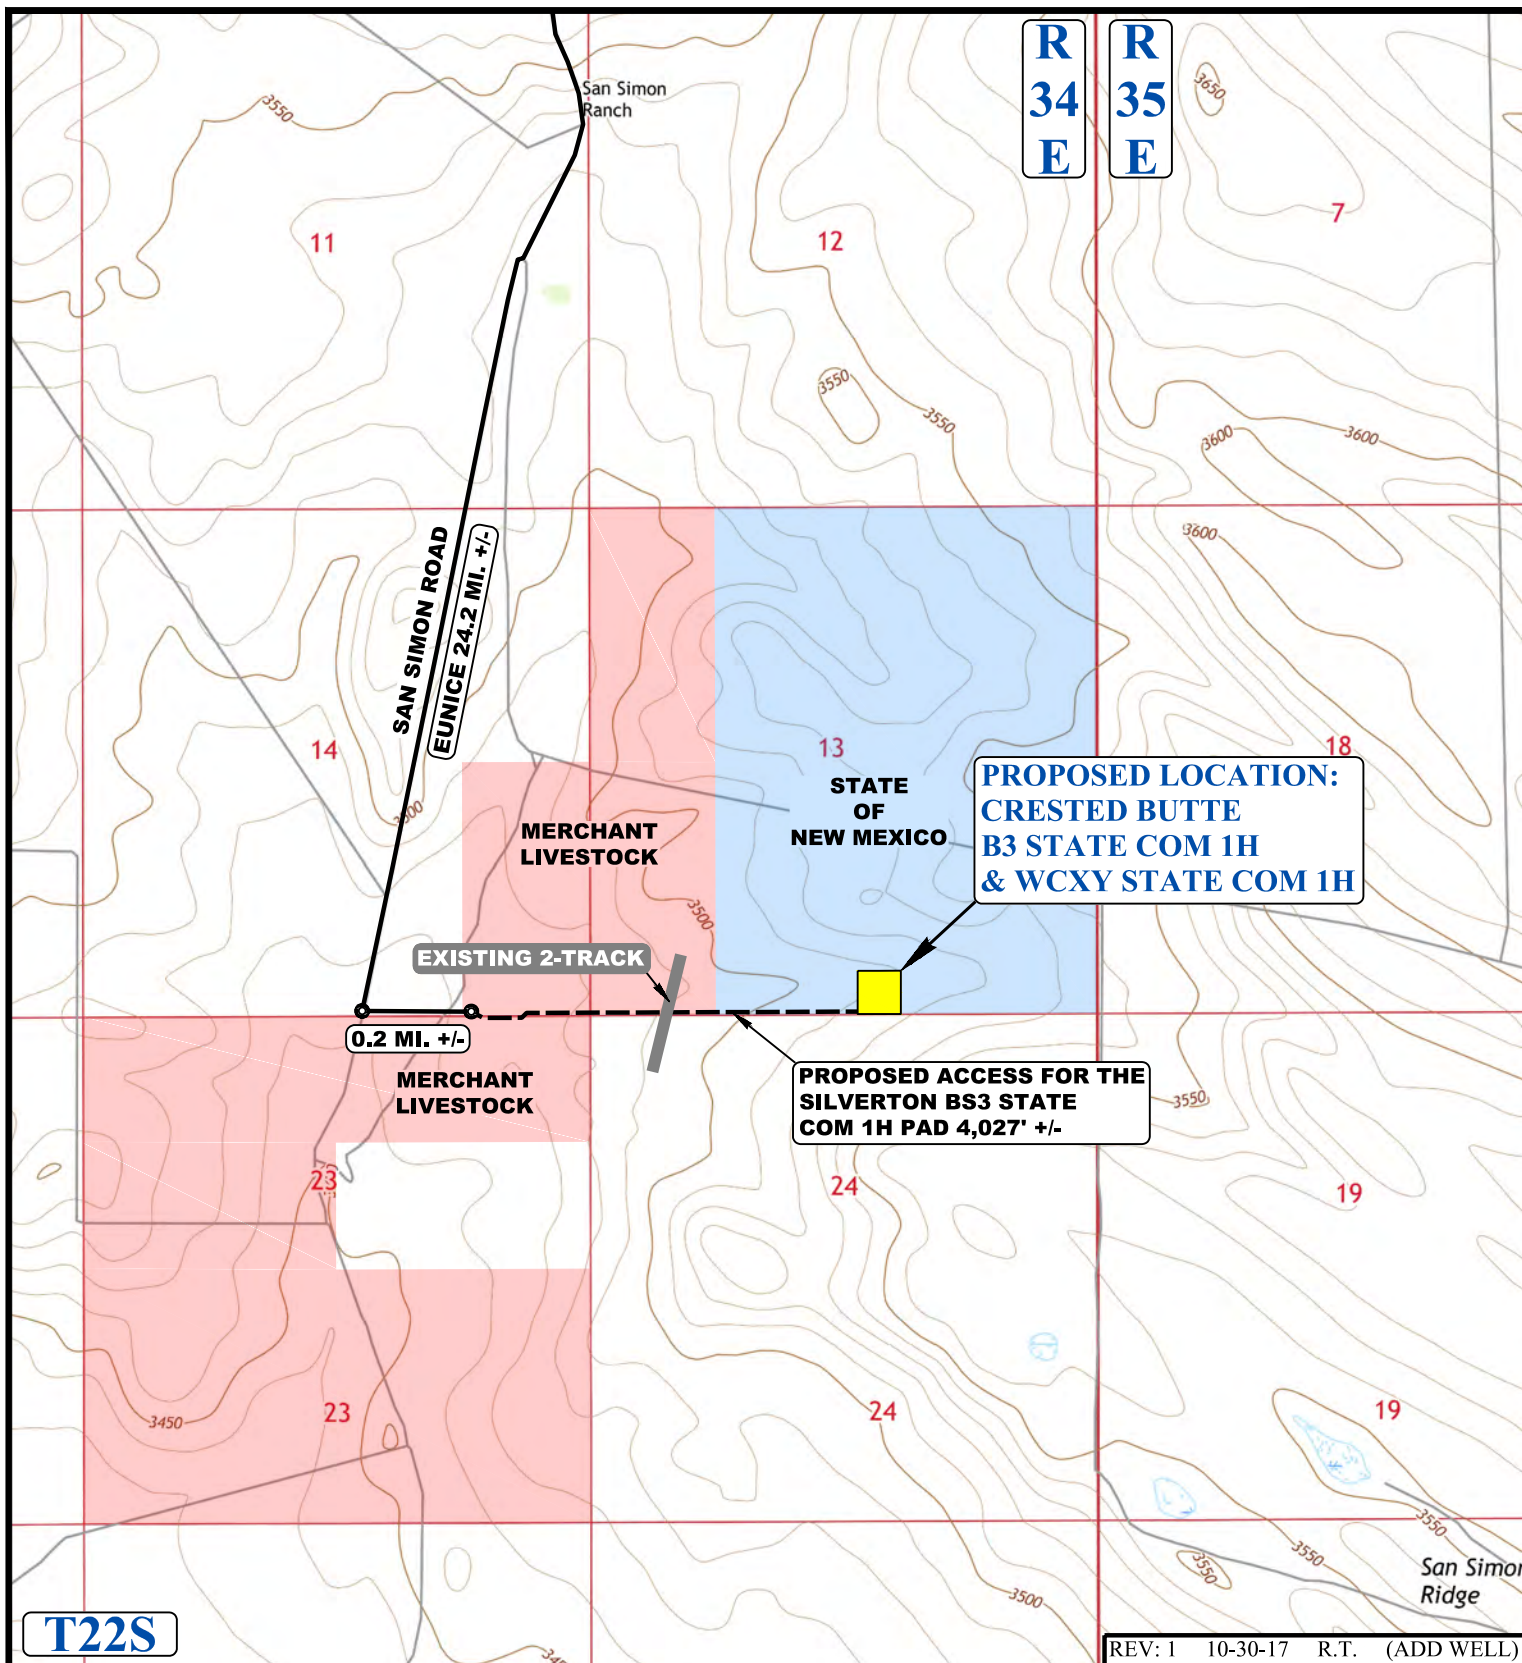 R
34
E
R
35
E
San Simon
Ranch
3550
3650
11
12
7
3550
3550
3600
3600
3600
SAN SIMON ROAD
EUNICE 24.2 MI. +/-
14
13
18
STATE
OF
NEW MEXICO
PROPOSED LOCATION:
CRESTED BUTTE
B3 STATE COM 1H
& WCXY STATE COM 1H
MERCHANT
LIVESTOCK
3500
EXISTING 2-TRACK
0.2 MI. +/-
MERCHANT
LIVESTOCK
PROPOSED ACCESS FOR THE
SILVERTON BS3 STATE
COM 1H PAD 4,027' +/-
3550
23
24
19
3450
23
24
19
3550
3550
3550
3500
San Simon
Ridge
T22S
REV: 1 10-30-17 R.T. (ADD WELL)